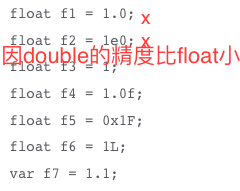 float f1 = 1.0; x
float f2 = 1e0; x
因double的精度比float小
float f3 = 1;
float f4 = 1.0f;
float f5 = 0x1F;
float f6 = 1L;
var f7 = 1.1;